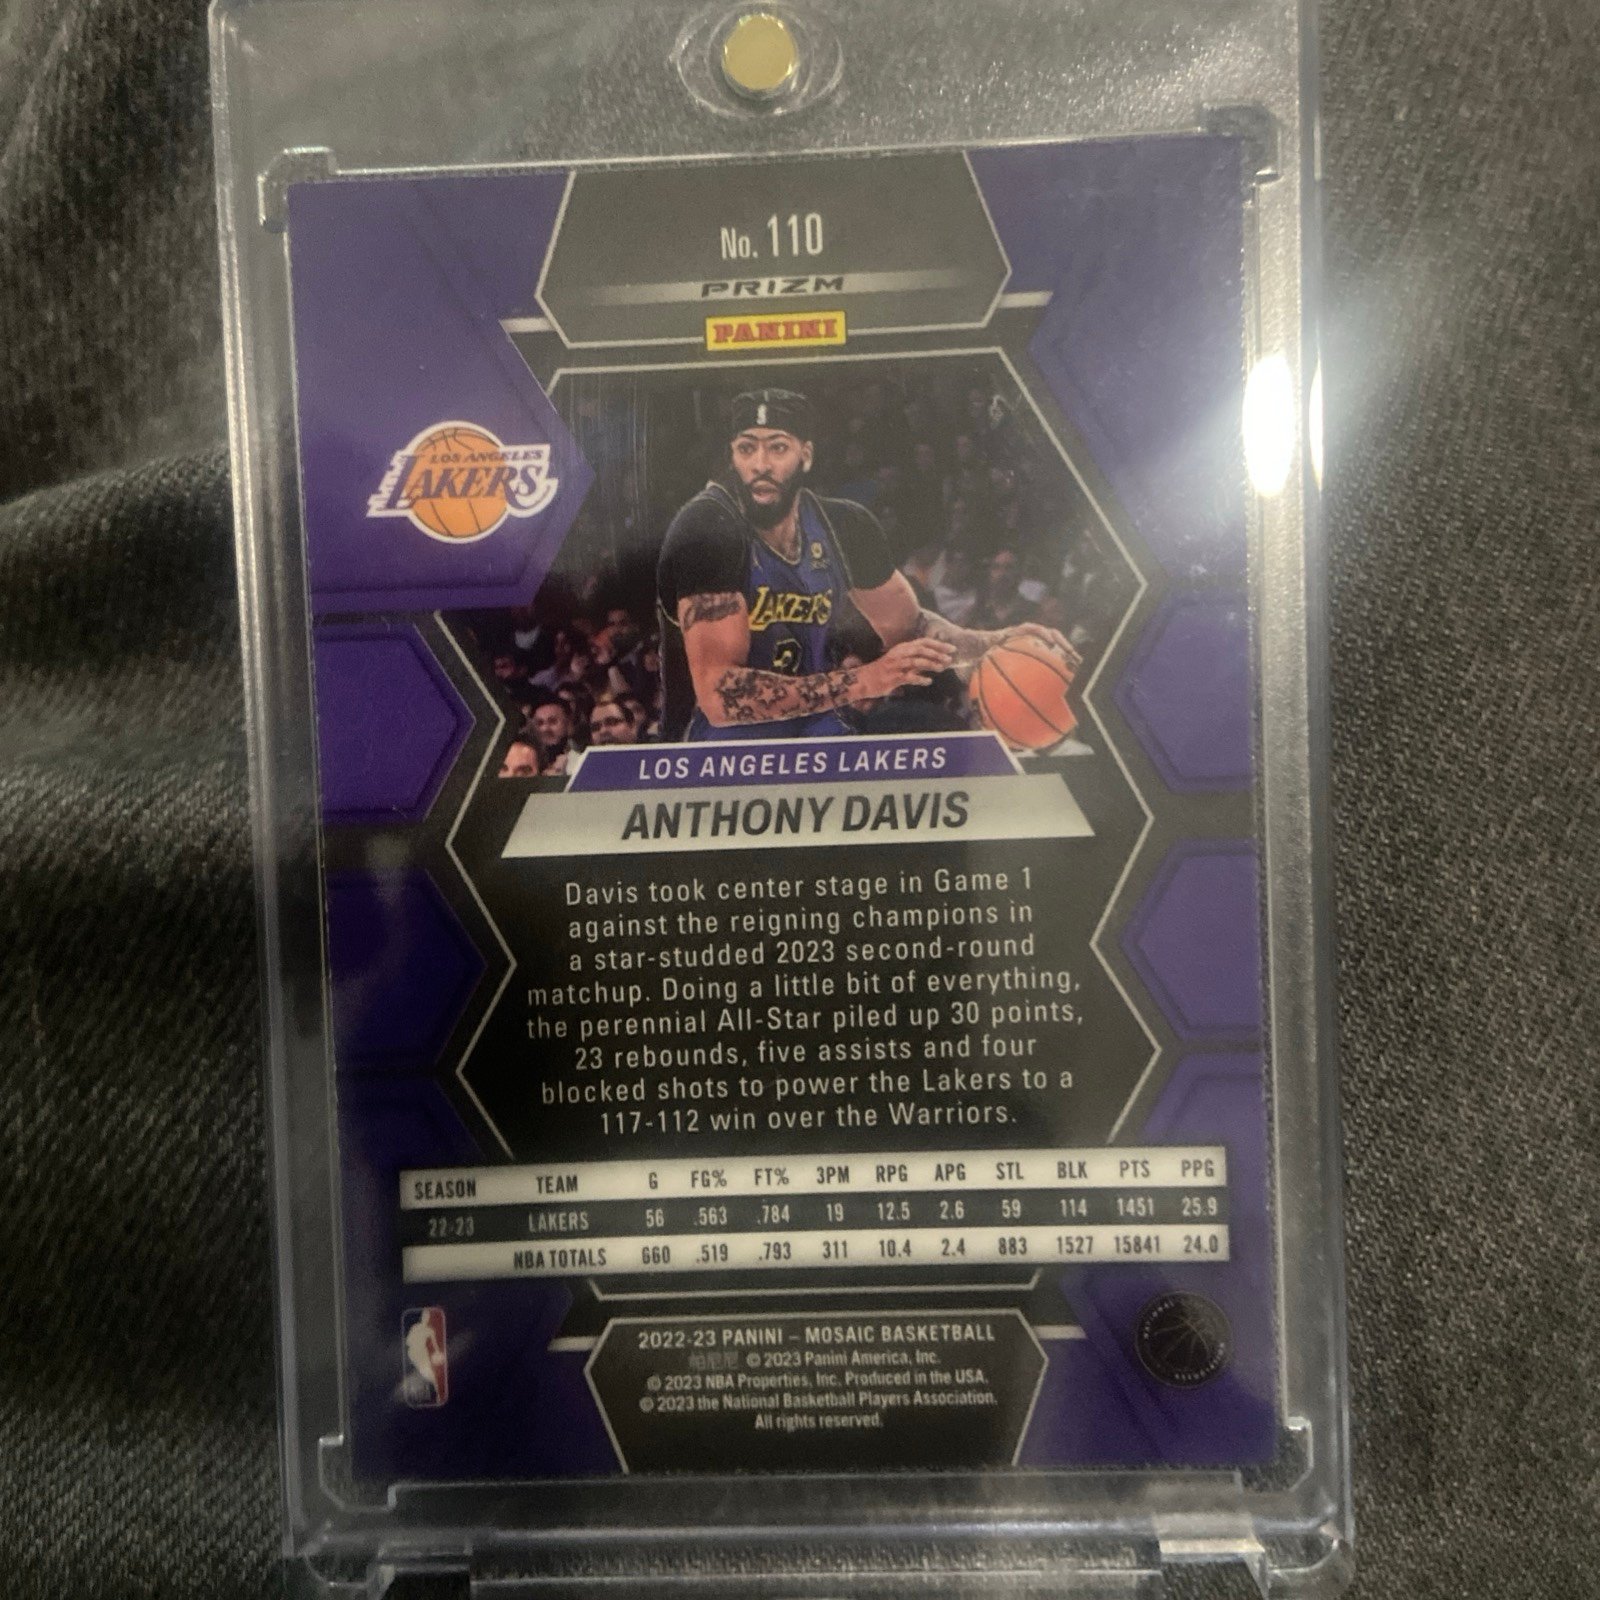 No. 110
PRIZM
PANINI
LOS ANGELES
LAKERS
LAKERS
LOS ANGELES LAKERS
ANTHONY DAVIS
Davis took center stage in Game 1
against the reigning champions in
a star-studded 2023 second-round
matchup. Doing a little bit of everything,
the perennial All-Star piled up 30 points,
23 rebounds, five assists and four
blocked shots to power the Lakers to a
117-112 win over the Warriors.
SEASON TEAM G FG% FT% 3PM RPG APG STL BLK PTS PPG
22-23 LAKERS 56 .563 .784 19 12.5 2.6 59 114 1451 25.9
NBA TOTALS 660 .519 .793 311 10.4 2.4 883 1527 15841 24.0
2022-23 PANINI – MOSAIC BASKETBALL
© 2023 Panini America, Inc.
© 2023 NBA Properties, Inc. Produced in the USA.
© 2023 the National Basketball Players Association.
All rights reserved.